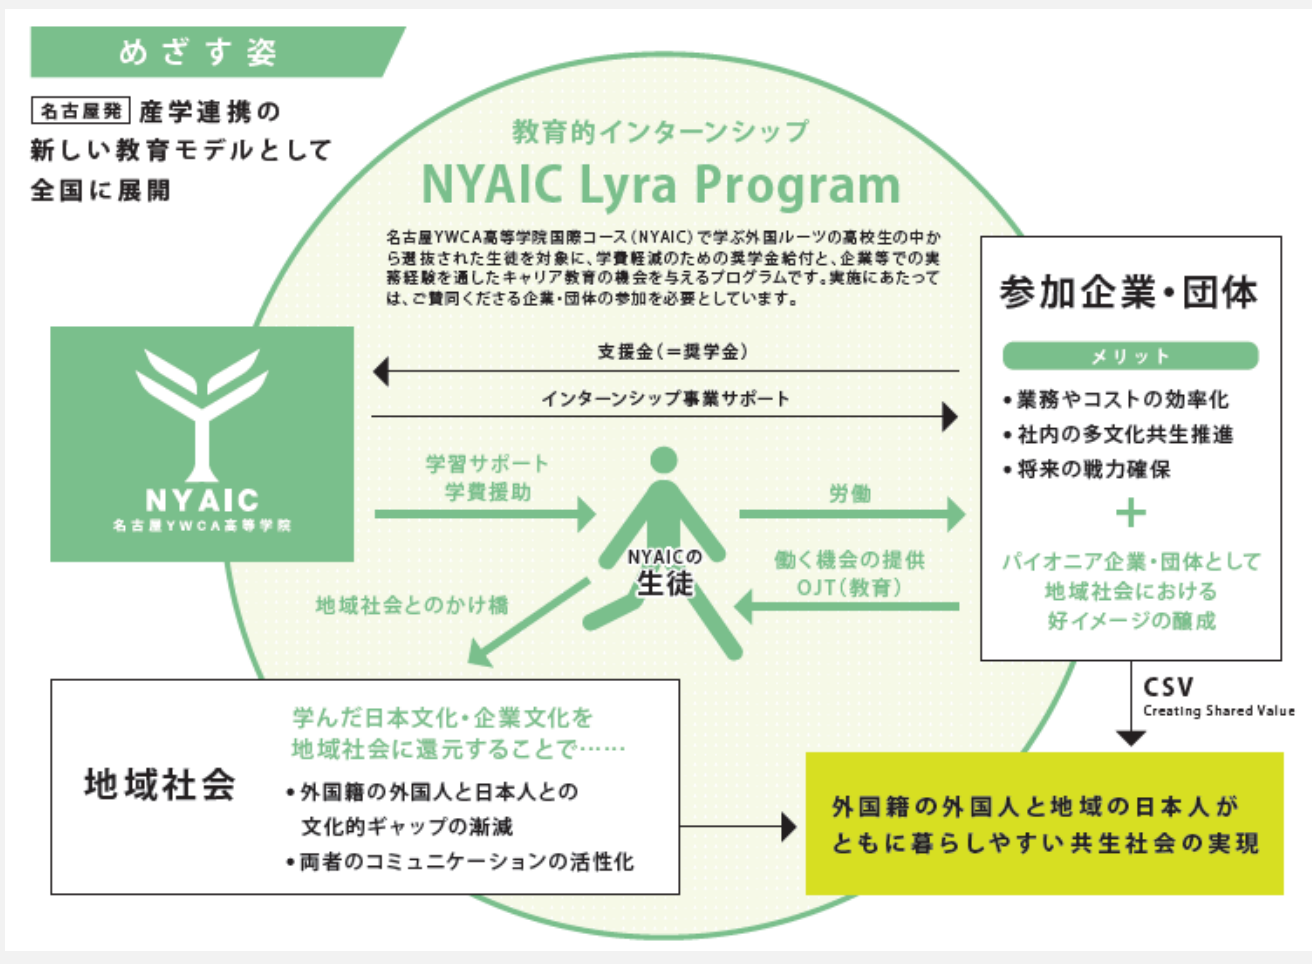 めざす姿
名古屋発 産学連携の
新しい教育モデルとして
全国に展開
教育的インターンシップ
NYAIC Lyra Program
名古屋YWCA高等学院国際コース(NYAIC)で学ぶ外国ルーツの高校生の中か
ら選抜された生徒を対象に、学費軽減のための奨学金給付と、企業等での実
務経験を通したキャリア教育の機会を与えるプログラムです。実施にあたって
は、ご賛同くださる企業・団体の参加を必要としています。
支援金(＝奨学金)
インターンシップ事業サポート
NYAIC
名古屋YWCA高等学院
学習サポート
学費援助
NYAICの
生徒
労働
働く機会の提供
OJT(教育)
地域社会とのかけ橋
参加企業・団体
メリット
•業務やコストの効率化
•社内の多文化共生推進
•将来の戦力確保
+
パイオニア企業・団体として
地域社会における
好イメージの醸成
CSV
Creating Shared Value
地域社会
学んだ日本文化・企業文化を
地域社会に還元することで……
•外国籍の外国人と日本人との
文化的ギャップの漸減
•両者のコミュニケーションの活性化
外国籍の外国人と地域の日本人が
ともに暮らしやすい共生社会の実現